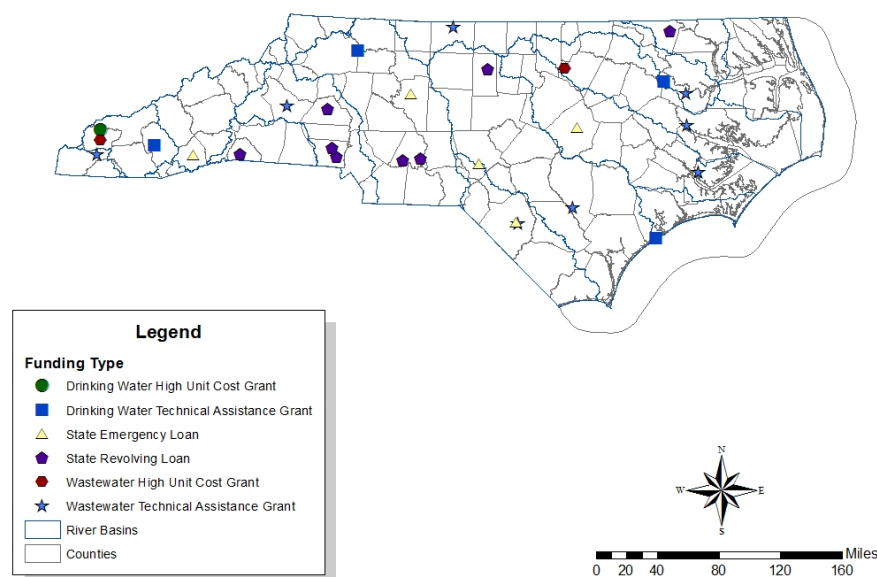 Legend
Funding Type
Drinking Water High Unit Cost Grant
Drinking Water Technical Assistance Grant
State Emergency Loan
State Revolving Loan
Wastewater High Unit Cost Grant
Wastewater Technical Assistance Grant
River Basins
Counties
N
W E
S
Miles
0 20 40 80 120 160